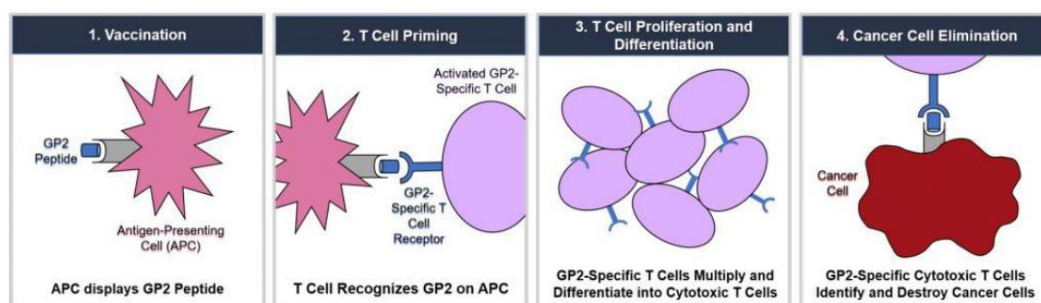 1. Vaccination
GP2
Peptide
Antigen-Presenting
Cell (APC)
APC displays GP2 Peptide
2. T Cell Priming
Activated GP2-
Specific T Cell
GP2-
Specific T
Cell
Receptor
T Cell Recognizes GP2 on APC
3. T Cell Proliferation and
Differentiation
GP2-Specific T Cells Multiply and
Differentiate into Cytotoxic T Cells
4. Cancer Cell Elimination
Cancer
Cell
GP2-Specific Cytotoxic T Cells
Identify and Destroy Cancer Cells